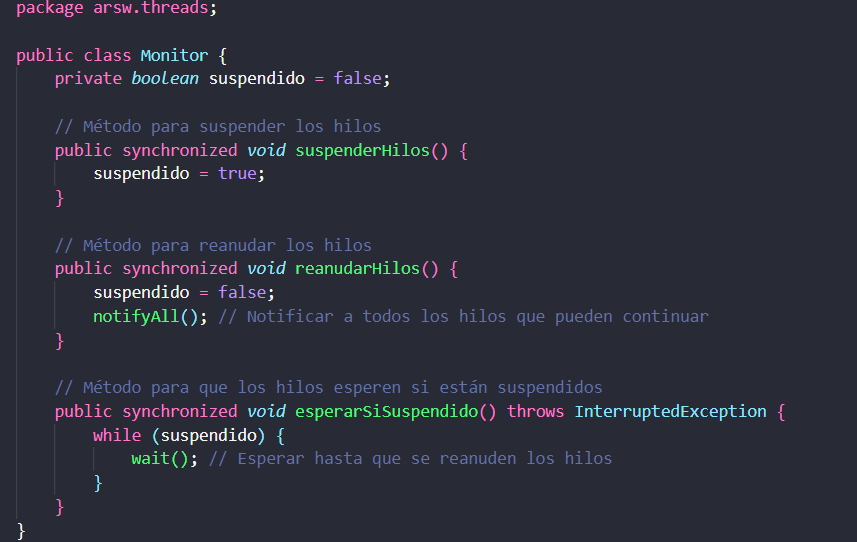 package arsw.threads;
public class Monitor {
private boolean suspendido = false;
// Método para suspender los hilos
public synchronized void suspenderHilos() {
suspendido = true;
}
// Método para reanudar los hilos
public synchronized void reanudarHilos() {
suspendido = false;
notifyAll(); // Notificar a todos los hilos que pueden continuar
}
// Método para que los hilos esperen si están suspendidos
public synchronized void esperarSiSuspendido() throws InterruptedException {
while (suspendido) {
wait(); // Esperar hasta que se reanuden los hilos
}
}
}